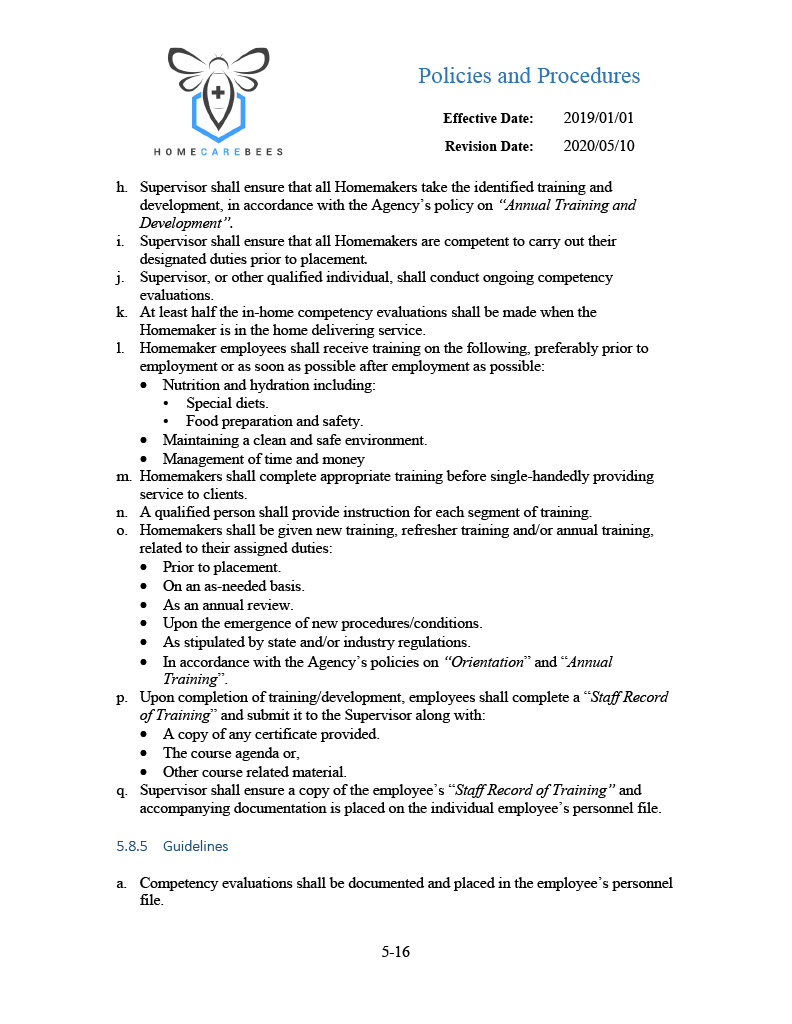 Policies and Procedures
Effective Date: 2019/01/01
Revision Date: 2020/05/10
HOMECAREBEES
h. Supervisor shall ensure that all Homemakers take the identified training and
development, in accordance with the Agency’s policy on “Annual Training and
Development”.
i. Supervisor shall ensure that all Homemakers are competent to carry out their
designated duties prior to placement.
j. Supervisor, or other qualified individual, shall conduct ongoing competency
evaluations.
k. At least half the in-home competency evaluations shall be made when the
Homemaker is in the home delivering service.
l. Homemaker employees shall receive training on the following, preferably prior to
employment or as soon as possible after employment as possible:
• Nutrition and hydration including:
• Special diets.
• Food preparation and safety.
• Maintaining a clean and safe environment.
• Management of time and money
m. Homemakers shall complete appropriate training before single-handedly providing
service to clients.
n. A qualified person shall provide instruction for each segment of training.
o. Homemakers shall be given new training, refresher training and/or annual training,
related to their assigned duties:
• Prior to placement.
• On an as-needed basis.
• As an annual review.
• Upon the emergence of new procedures/conditions.
• As stipulated by state and/or industry regulations.
• In accordance with the Agency’s policies on “Orientation” and “Annual
Training”.
p. Upon completion of training/development, employees shall complete a “Staff Record
of Training” and submit it to the Supervisor along with:
• A copy of any certificate provided.
• The course agenda or,
• Other course related material.
q. Supervisor shall ensure a copy of the employee’s “Staff Record of Training” and
accompanying documentation is placed on the individual employee’s personnel file.
5.8.5 Guidelines
a. Competency evaluations shall be documented and placed in the employee’s personnel
file.
5-16